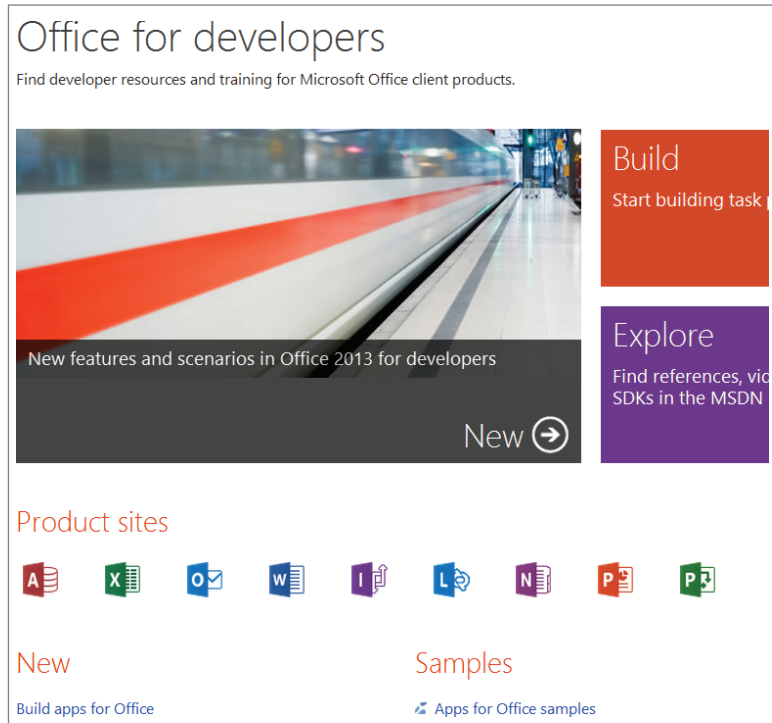 Office for developers
Find developer resources and training for Microsoft Office client products.
New features and scenarios in Office 2013 for developers
New
Build
Start building task p
Explore
Find references, vid
SDKs in the MSDN
Product sites
A
X
O
W
I
L
N
P
P
New
Build apps for Office
Samples
Apps for Office samples